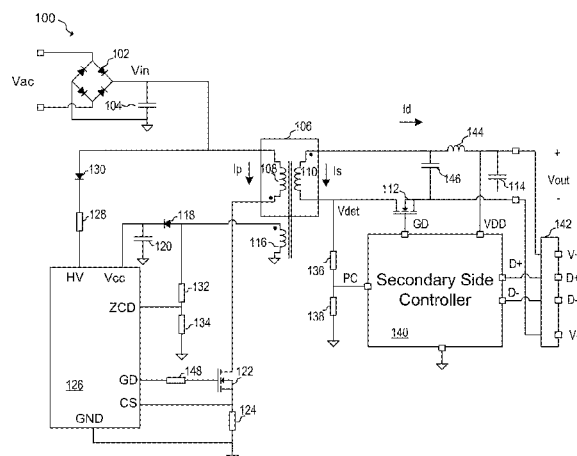 100
102
Vac
Vin
104
106
Id
144
+
130
Ip
108
110
Is
146
114
Vout
-
112
118
128
Vdet
GD
VDD
142
120
116
HV
Vcc
136
PC
Secondary Side
Controller
D+
D-
V-
D+
D-
V-
132
ZCD
134
138
140
148
GD
122
126
CS
124
GND